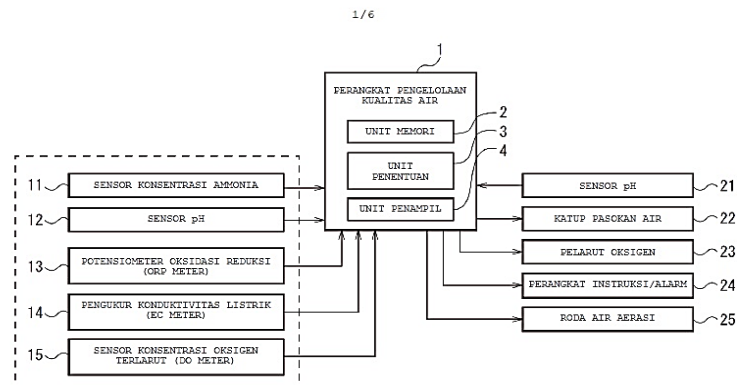 1/6
1
PERANGKAT PENGELOLAAN
KUALITAS AIR
UNIT MEMORI
2
UNIT
PENENTUAN
3
UNIT PENAMPIL
4
11
SENSOR KONSENTRASI AMMONIA
12
SENSOR pH
13
POTENSIOMETER OKSIDASI REDUKSI
(ORP METER)
14
PENGUKUR KONDUKTIVITAS LISTRIK
(EC METER)
15
SENSOR KONSENTRASI OKSIGEN
TERLARUT (DO METER)
SENSOR pH
21
KATUP PASOKAN AIR
22
PELARUT OKSIGEN
23
PERANGKAT INSTRUKSI/ALARM
24
RODA AIR AERASI
25